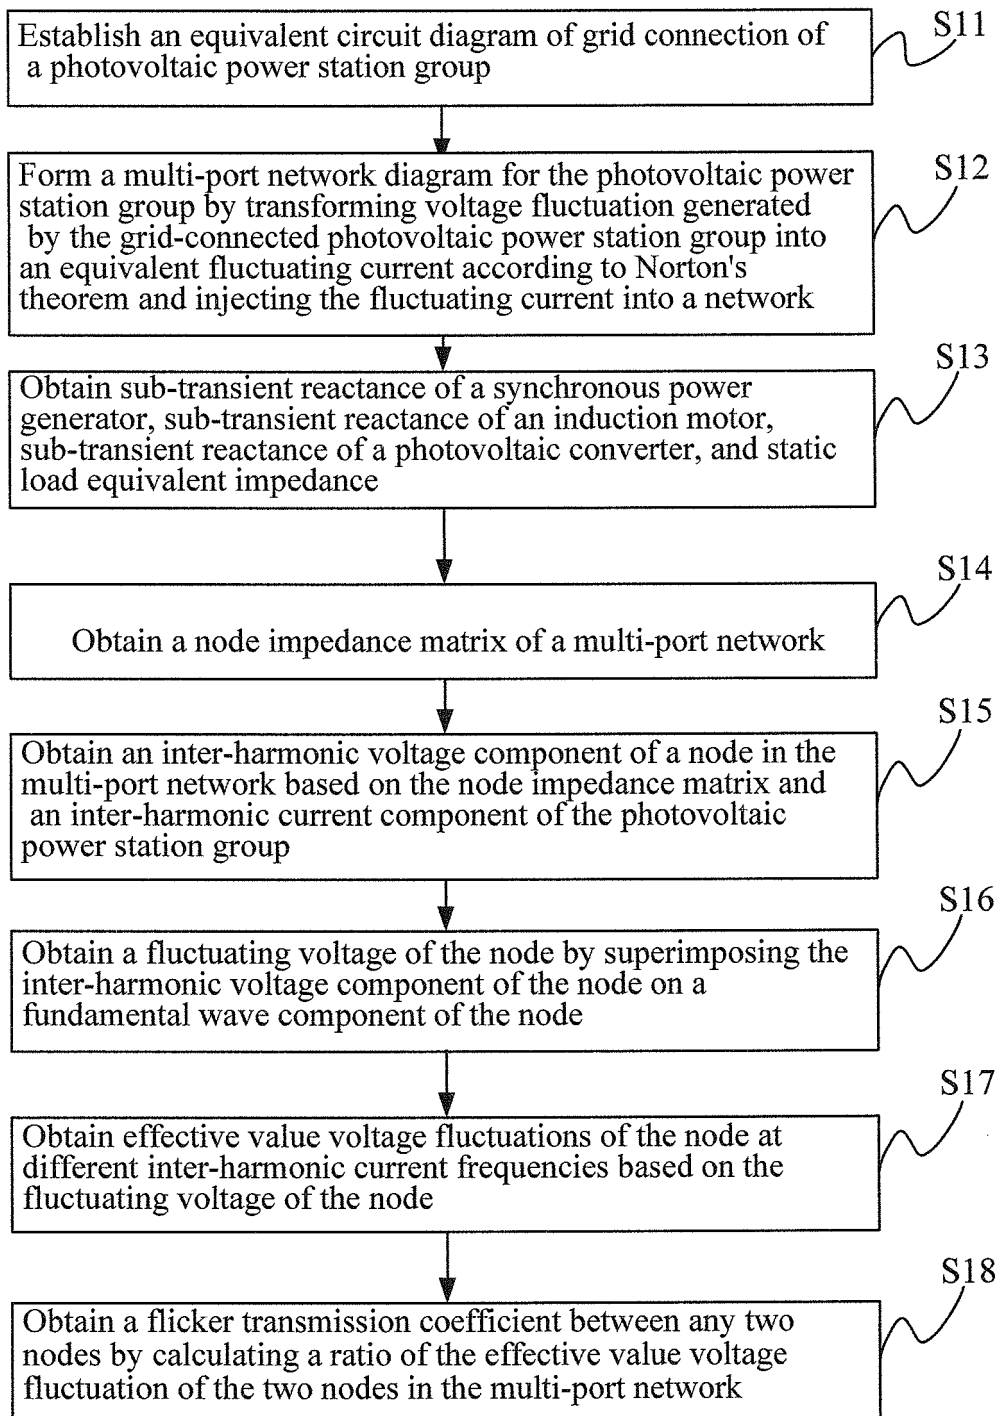 Establish an equivalent circuit diagram of grid connection of
a photovoltaic power station group
S11
Form a multi-port network diagram for the photovoltaic power
station group by transforming voltage fluctuation generated
by the grid-connected photovoltaic power station group into
an equivalent fluctuating current according to Norton's
theorem and injecting the fluctuating current into a network
S12
Obtain sub-transient reactance of a synchronous power
generator, sub-transient reactance of an induction motor,
sub-transient reactance of a photovoltaic converter, and static
load equivalent impedance
S13
Obtain a node impedance matrix of a multi-port network
S14
Obtain an inter-harmonic voltage component of a node in the
multi-port network based on the node impedance matrix and
an inter-harmonic current component of the photovoltaic
power station group
S15
Obtain a fluctuating voltage of the node by superimposing the
inter-harmonic voltage component of the node on a
fundamental wave component of the node
S16
Obtain effective value voltage fluctuations of the node at
different inter-harmonic current frequencies based on the
fluctuating voltage of the node
S17
Obtain a flicker transmission coefficient between any two
nodes by calculating a ratio of the effective value voltage
fluctuation of the two nodes in the multi-port network
S18